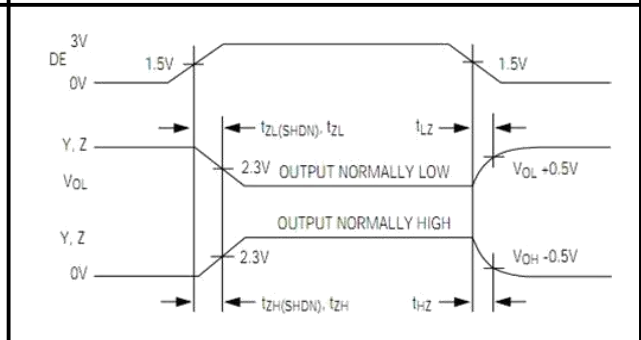 3V
DE
1.5V
1.5V
0V
tZL(SHDN), tZL
tLZ
Y, Z
2.3V
OUTPUT NORMALLY LOW
VOL +0.5V
VOL
OUTPUT NORMALLY HIGH
Y, Z
2.3V
VOH -0.5V
0V
tZH(SHDN), tZH
tHZ